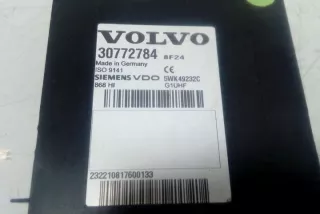 VOLVO
30772784 8F24
Made in Germany
ISO 9141 CE
SIEMENS VDO 5WK49232C
868 HI G1UHF
232210817600133